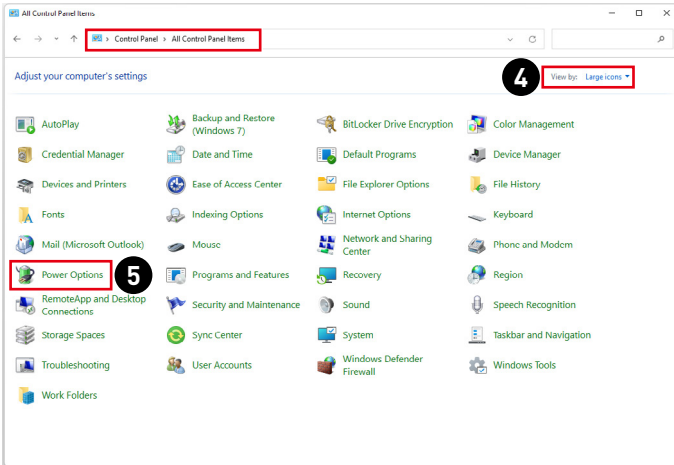 All Control Panel Items
Control Panel > All Control Panel Items
Adjust your computer's settings
4
View by: Large icons
AutoPlay
Backup and Restore
(Windows 7)
BitLocker Drive Encryption
Color Management
Credential Manager
Date and Time
Default Programs
Device Manager
Devices and Printers
Ease of Access Center
File Explorer Options
File History
Fonts
Indexing Options
Internet Options
Keyboard
Mail (Microsoft Outlook)
Mouse
Network and Sharing
Center
Phone and Modem
Power Options
5
Programs and Features
Recovery
Region
RemoteApp and Desktop
Connections
Security and Maintenance
Sound
Speech Recognition
Storage Spaces
Sync Center
System
Taskbar and Navigation
Troubleshooting
User Accounts
Windows Defender
Firewall
Windows Tools
Work Folders